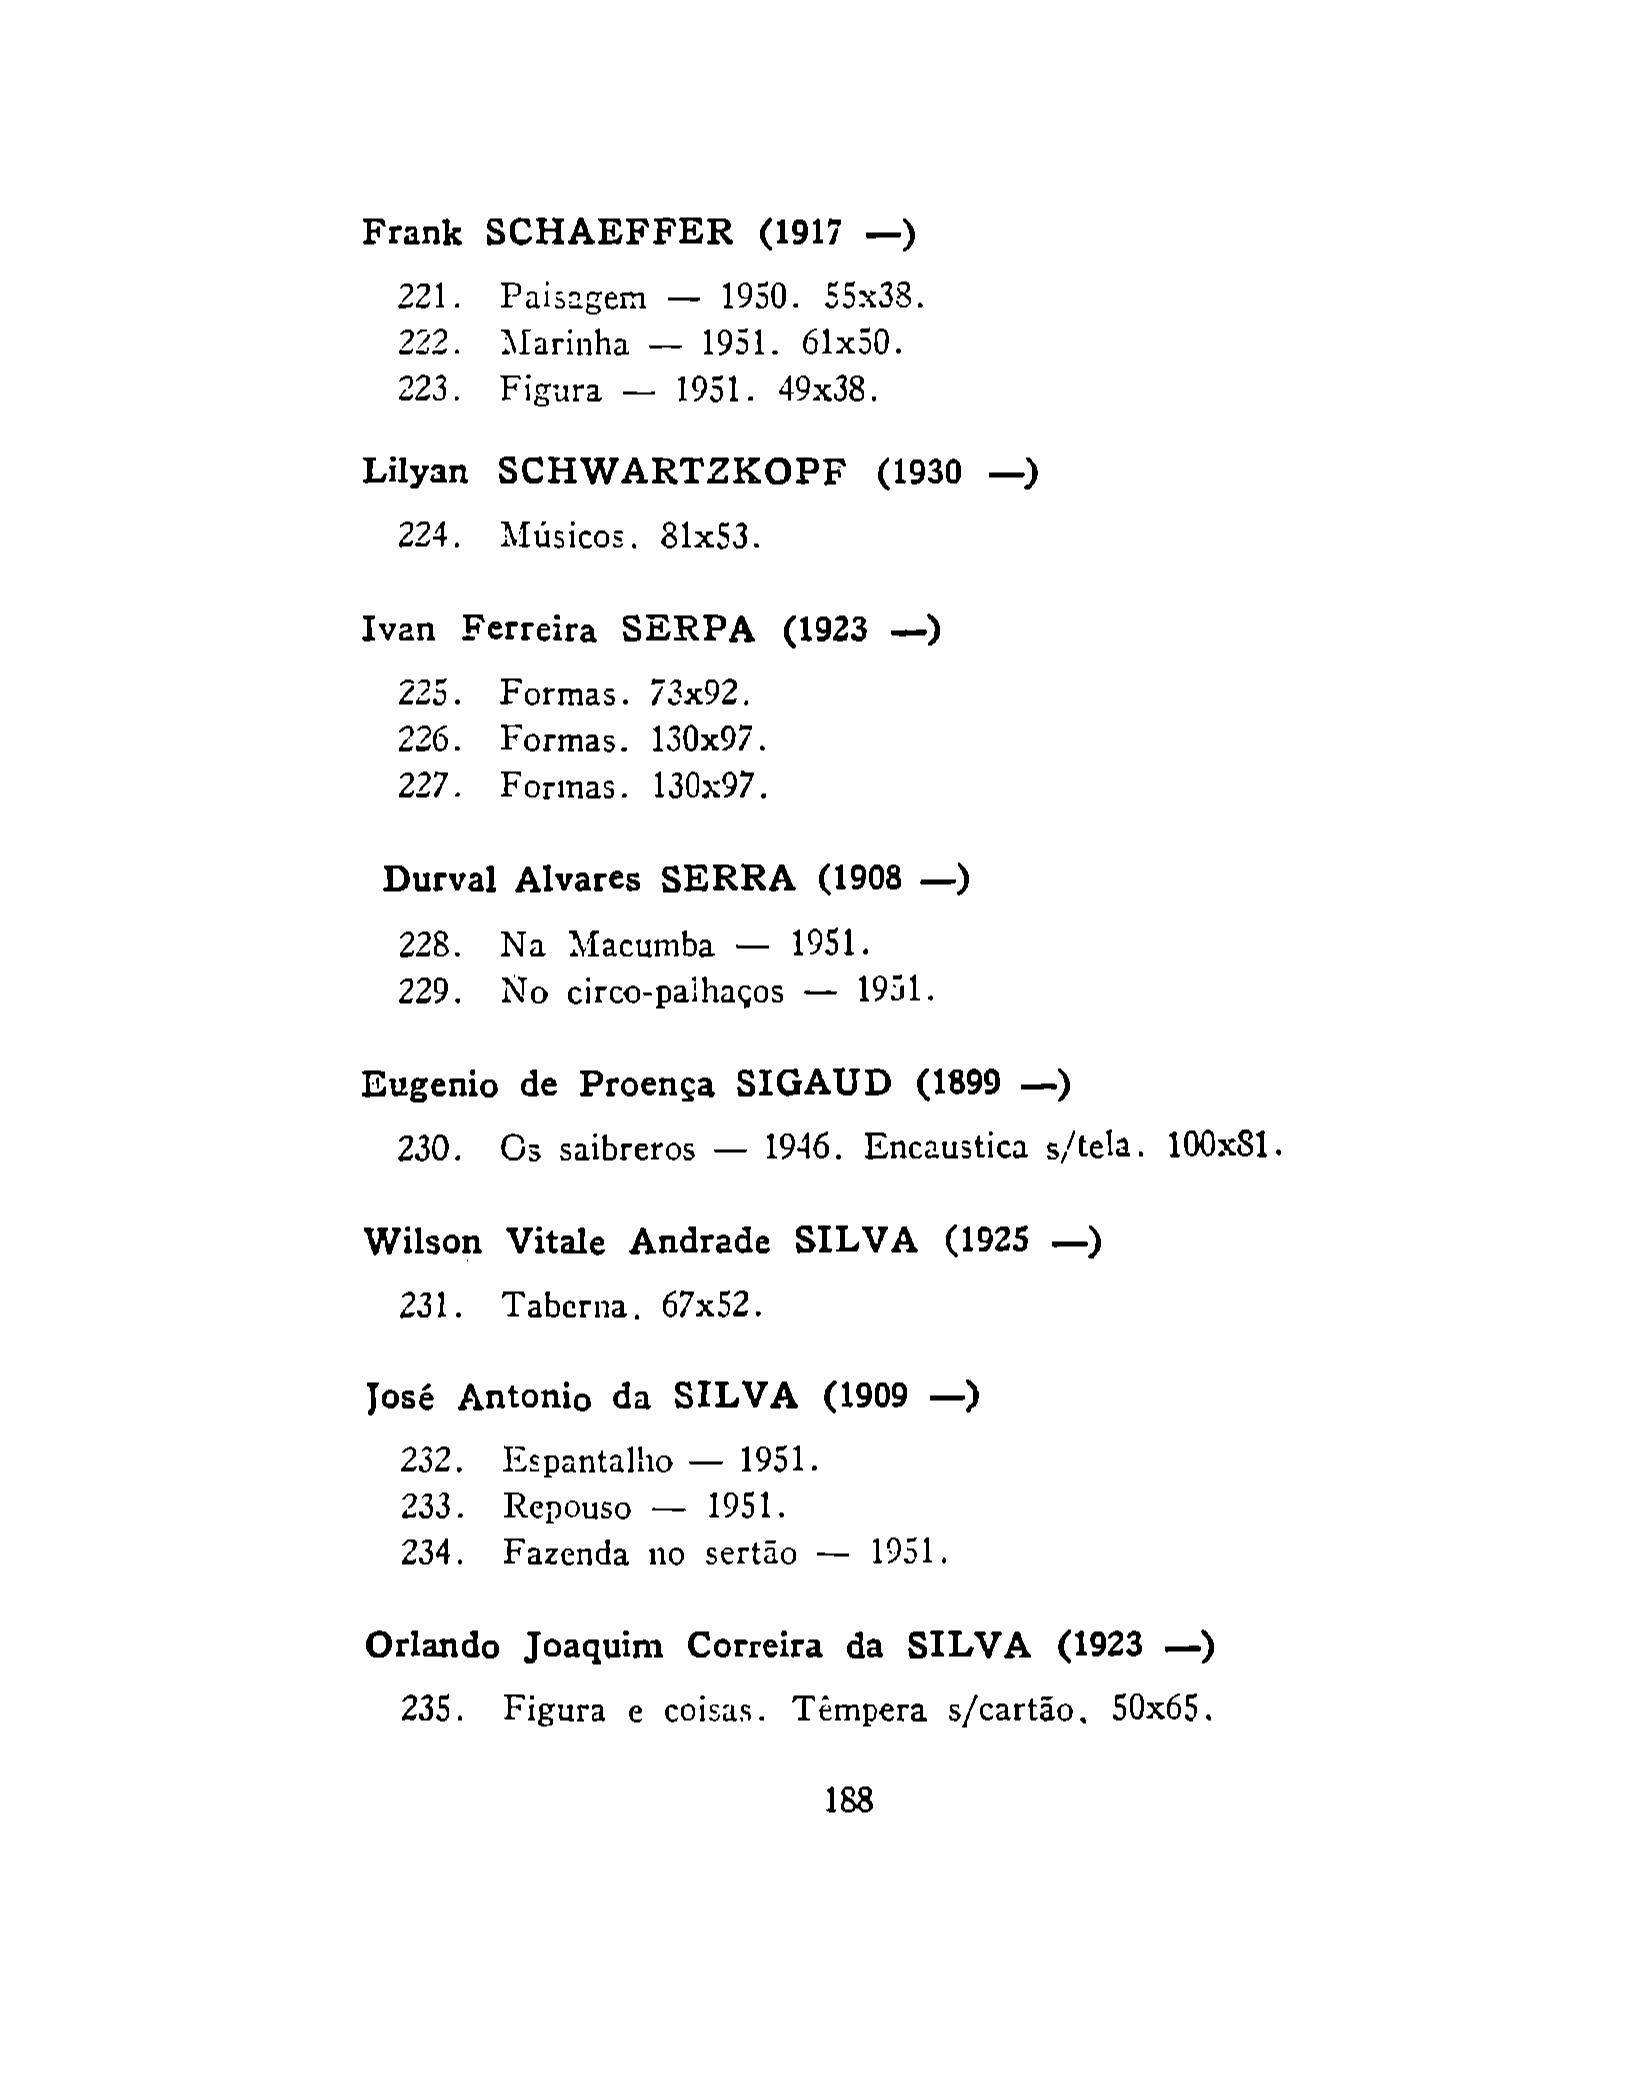 Frank SCHAEFFER (1917 —)
221. Paisagem — 1950. 55x38.
222. Marinha — 1951. 61x50.
223. Figura — 1951. 49x38.
Lilyan SCHWARTZKOPF (1930 —)
224. Músicos. 81x53.
Ivan Ferreira SERPA (1923 —)
225. Formas. 73x92.
226. Formas. 130x97.
227. Formas. 130x97.
Durval Alvares SERRA (1908 —)
228. Na Macumba — 1951.
229. No circo-palhaços — 1951.
Eugenio de Proença SIGAUD (1899 —)
230. Os saibreros — 1946. Encaustica s/tela. 100x81.
Wilson Vitale Andrade SILVA (1925 —)
231. Taberna. 67x52.
José Antonio da SILVA (1909 —)
232. Espantalho — 1951.
233. Repouso — 1951.
234. Fazenda no sertão — 1951.
Orlando Joaquim Correira da SILVA (1923 —)
235. Figura e coisas. Têmpera s/cartão. 50x65.
188